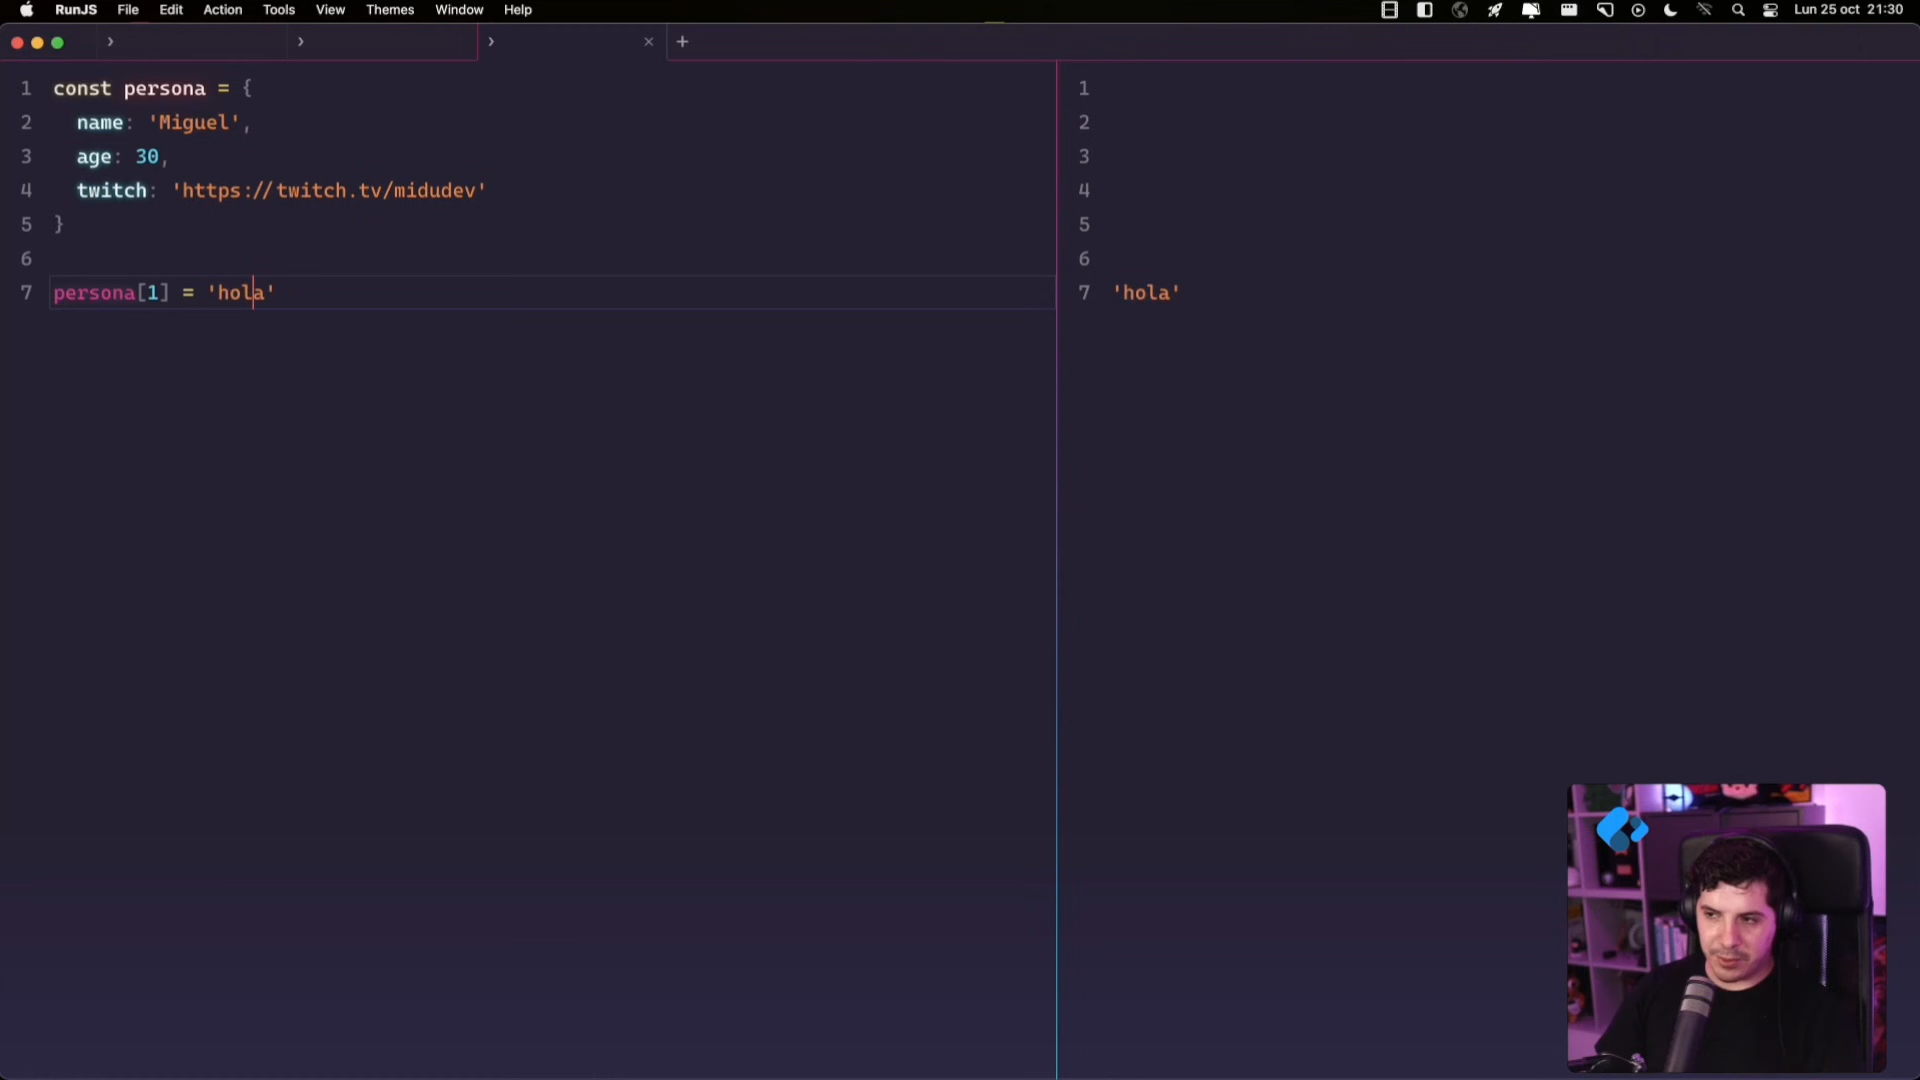 RunJS File Edit Action Tools View Themes Window Help Lun 25 oct 21:30
1 const persona = {
2 name: 'Miguel',
3 age: 30,
4 twitch: 'https://twitch.tv/midudev'
5 }
6
7 persona[1] = 'hola'
1
2
3
4
5
6
7 'hola'